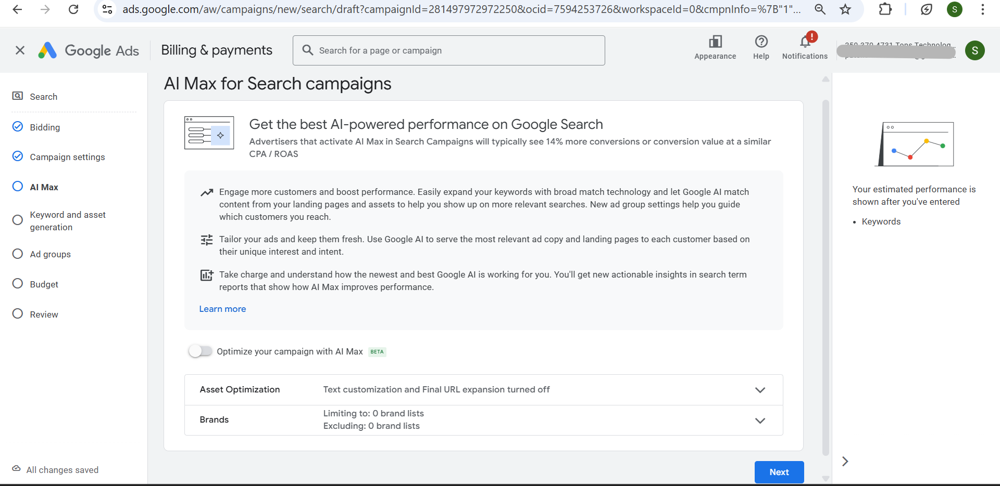 ads.google.com/aw/campaigns/new/search/draft?campaignId=281497972972250&ocid=7594253726&workspaceId=0&cmpnInfo=%7B"1"...
S
Google Ads
Billing & payments
Search for a page or campaign
Appearance
Help
Notifications
S
Search
Bidding
Campaign settings
AI Max
Keyword and asset
generation
Ad groups
Budget
Review
All changes saved
AI Max for Search campaigns
Get the best AI-powered performance on Google Search
Advertisers that activate AI Max in Search Campaigns will typically see 14% more conversions or conversion value at a similar
CPA / ROAS
Engage more customers and boost performance. Easily expand your keywords with broad match technology and let Google AI match
content from your landing pages and assets to help you show up on more relevant searches. New ad group settings help you guide
which customers you reach.
Tailor your ads and keep them fresh. Use Google AI to serve the most relevant ad copy and landing pages to each customer based on
their unique interest and intent.
Take charge and understand how the newest and best Google AI is working for you. You'll get new actionable insights in search term
reports that show how AI Max improves performance.
Learn more
Optimize your campaign with AI Max BETA
Asset Optimization Text customization and Final URL expansion turned off
Brands
Limiting to: 0 brand lists
Excluding: 0 brand lists
Next
Your estimated performance is
shown after you've entered
• Keywords